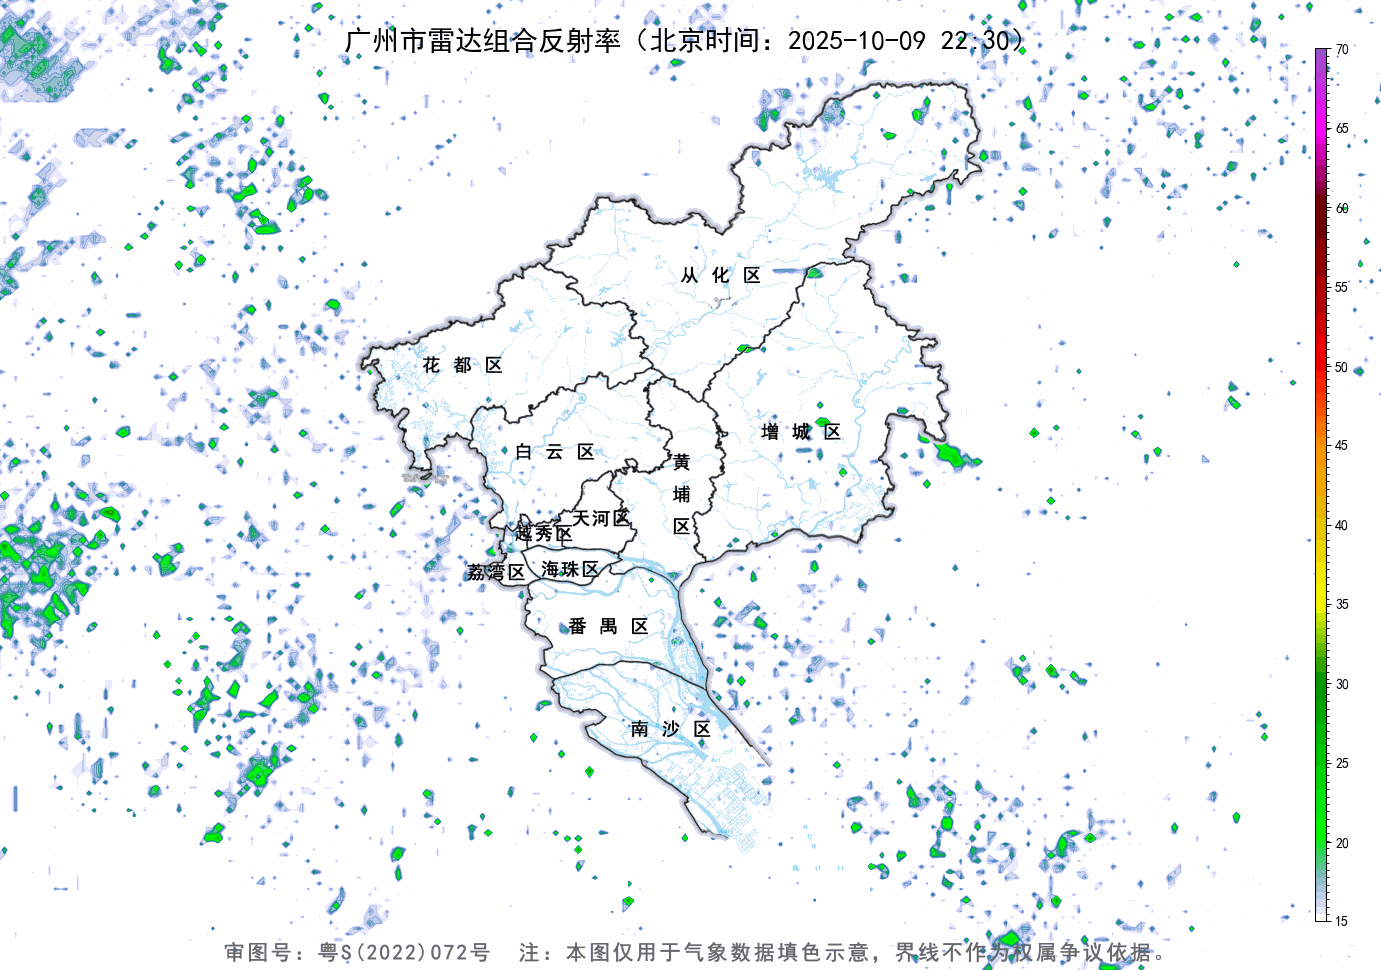 广州市雷达组合反射率（北京时间：2025-10-09 22:30）
70
65
60
55
50
45
40
35
30
25
20
15
从化区
花都区
增城区
白云区
黄埔区
天河区
越秀区
荔湾区
海珠区
番禺区
南沙区
审图号：粤S(2022)072号 注：本图仅用于气象数据填色示意，界线不作为权属争议依据。